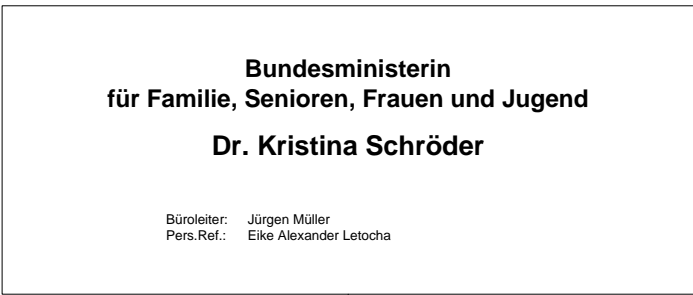 Bundesministerin
für Familie, Senioren, Frauen und Jugend
Dr. Kristina Schröder
Büroleiter: Jürgen Müller
Pers.Ref.: Eike Alexander Letocha